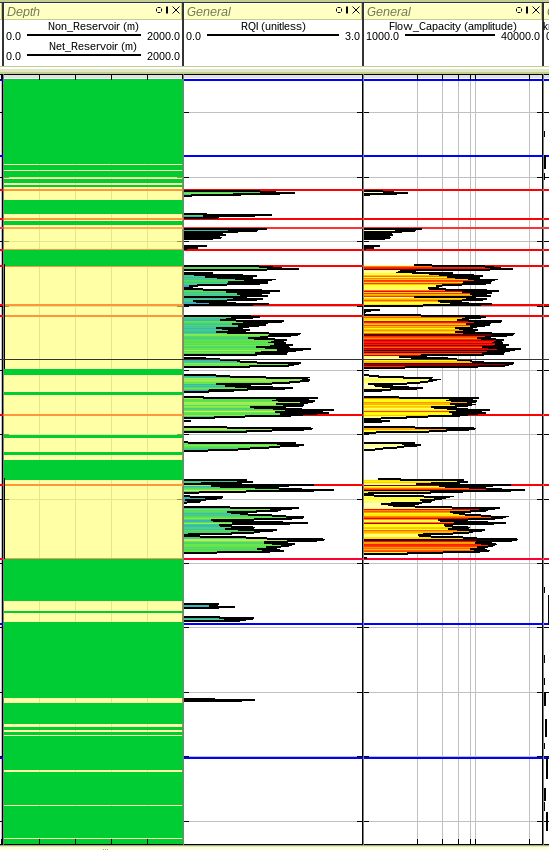 Depth General General
Non_Reservoir (m) RQI (unitless) Flow_Capacity (amplitude)
0.0 2000.0 0.0 3.0 1000.0 40000.0
Net_Reservoir (m)
0.0 2000.0